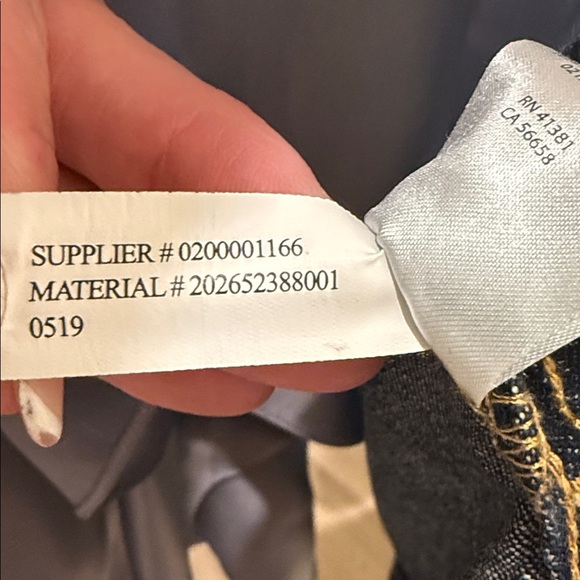 SUPPLIER # 0200001166
MATERIAL # 202652388001
0519
RN 41381
CA 56658